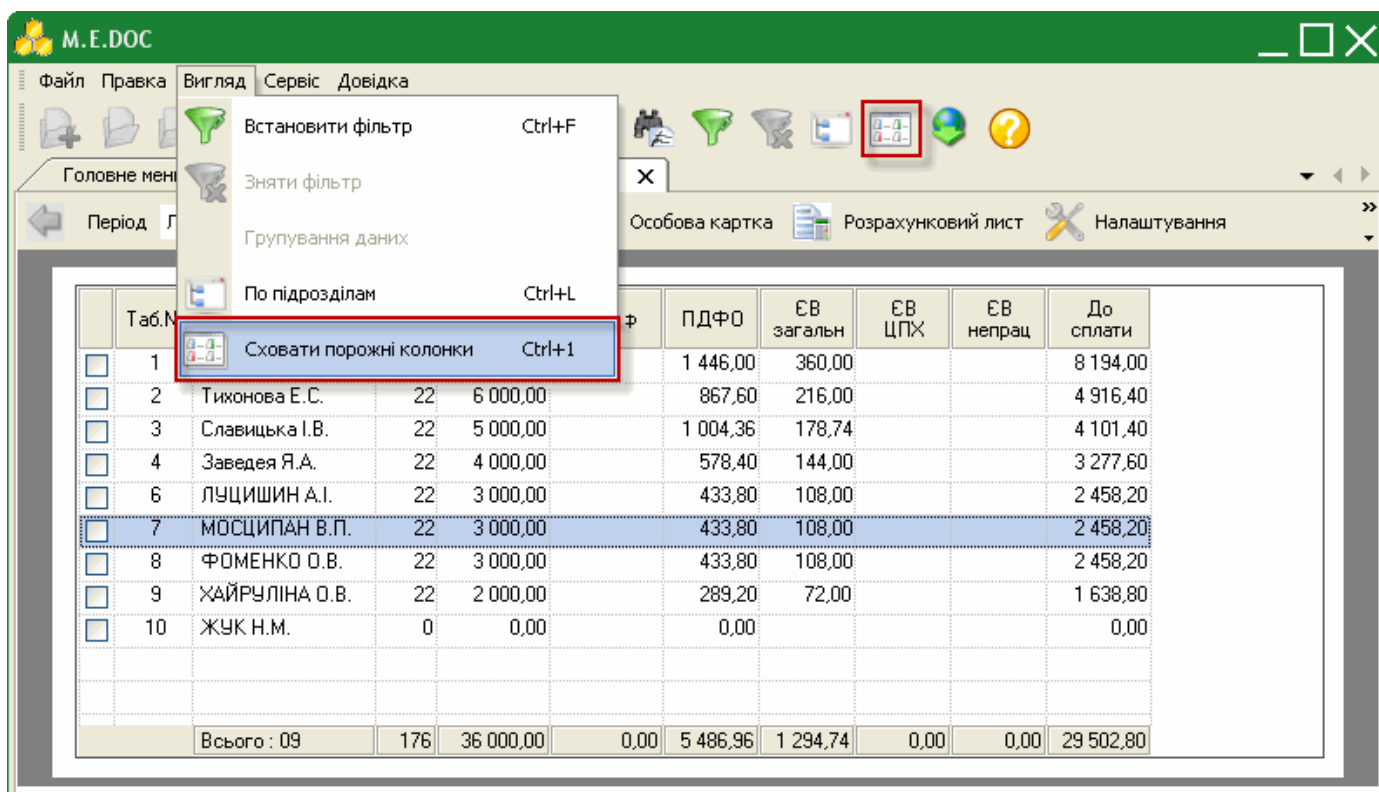 M.E.DOC
Файл Правка Вигляд Сервіс Довідка
Встановити фільтр Ctrl+F
Зняти фільтр
Групування даних
По підрозділам Ctrl+L
Сховати порожні колонки Ctrl+1
Головне мен
Період Особова картка Розрахунковий лист Налаштування
Таб.N ф ПДФО ЄВ загальн ЄВ ЦПХ ЄВ непрац До сплати
1 1 446,00 360,00 8 194,00
2 Тихонова Е.С. 22 6 000,00 867,60 216,00 4 916,40
3 Славицька І.В. 22 5 000,00 1 004,36 178,74 4 101,40
4 Заведея Я.А. 22 4 000,00 578,40 144,00 3 277,60
6 ЛУЦИШИН А.І. 22 3 000,00 433,80 108,00 2 458,20
7 МОСЦИПАН В.П. 22 3 000,00 433,80 108,00 2 458,20
8 ФОМЕНКО О.В. 22 3 000,00 433,80 108,00 2 458,20
9 ХАЙРУЛІНА О.В. 22 2 000,00 289,20 72,00 1 638,80
10 ЖУК Н.М. 0 0,00 0,00 0,00
Всього : 09 176 36 000,00 0,00 5 486,96 1 294,74 0,00 0,00 29 502,80